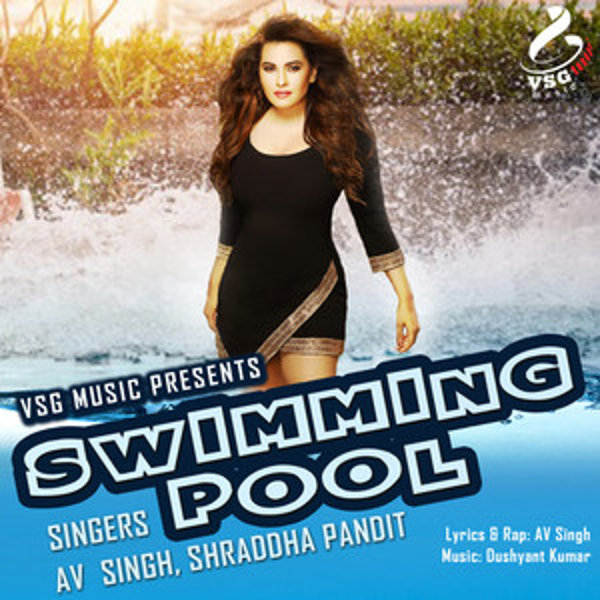 VSG
MUSIC
VSG MUSIC PRESENTS
SWIMMING
POOL
SINGERS
AV SINGH, SHRADDHA PANDIT
Lyrics & Rap: AV Singh
Music: Dushyant Kumar